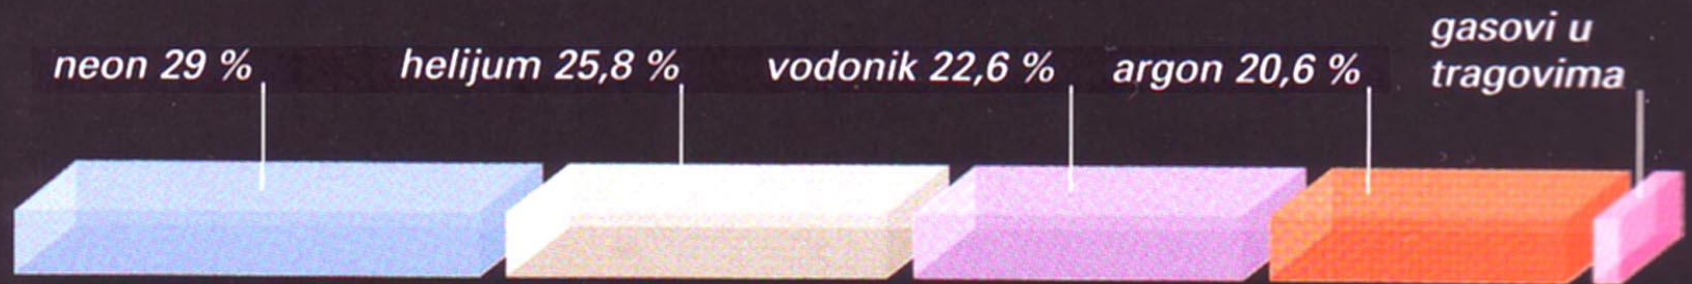 neon 29 %
helijum 25,8 %
vodonik 22,6 %
argon 20,6 %
gasovi u
tragovima